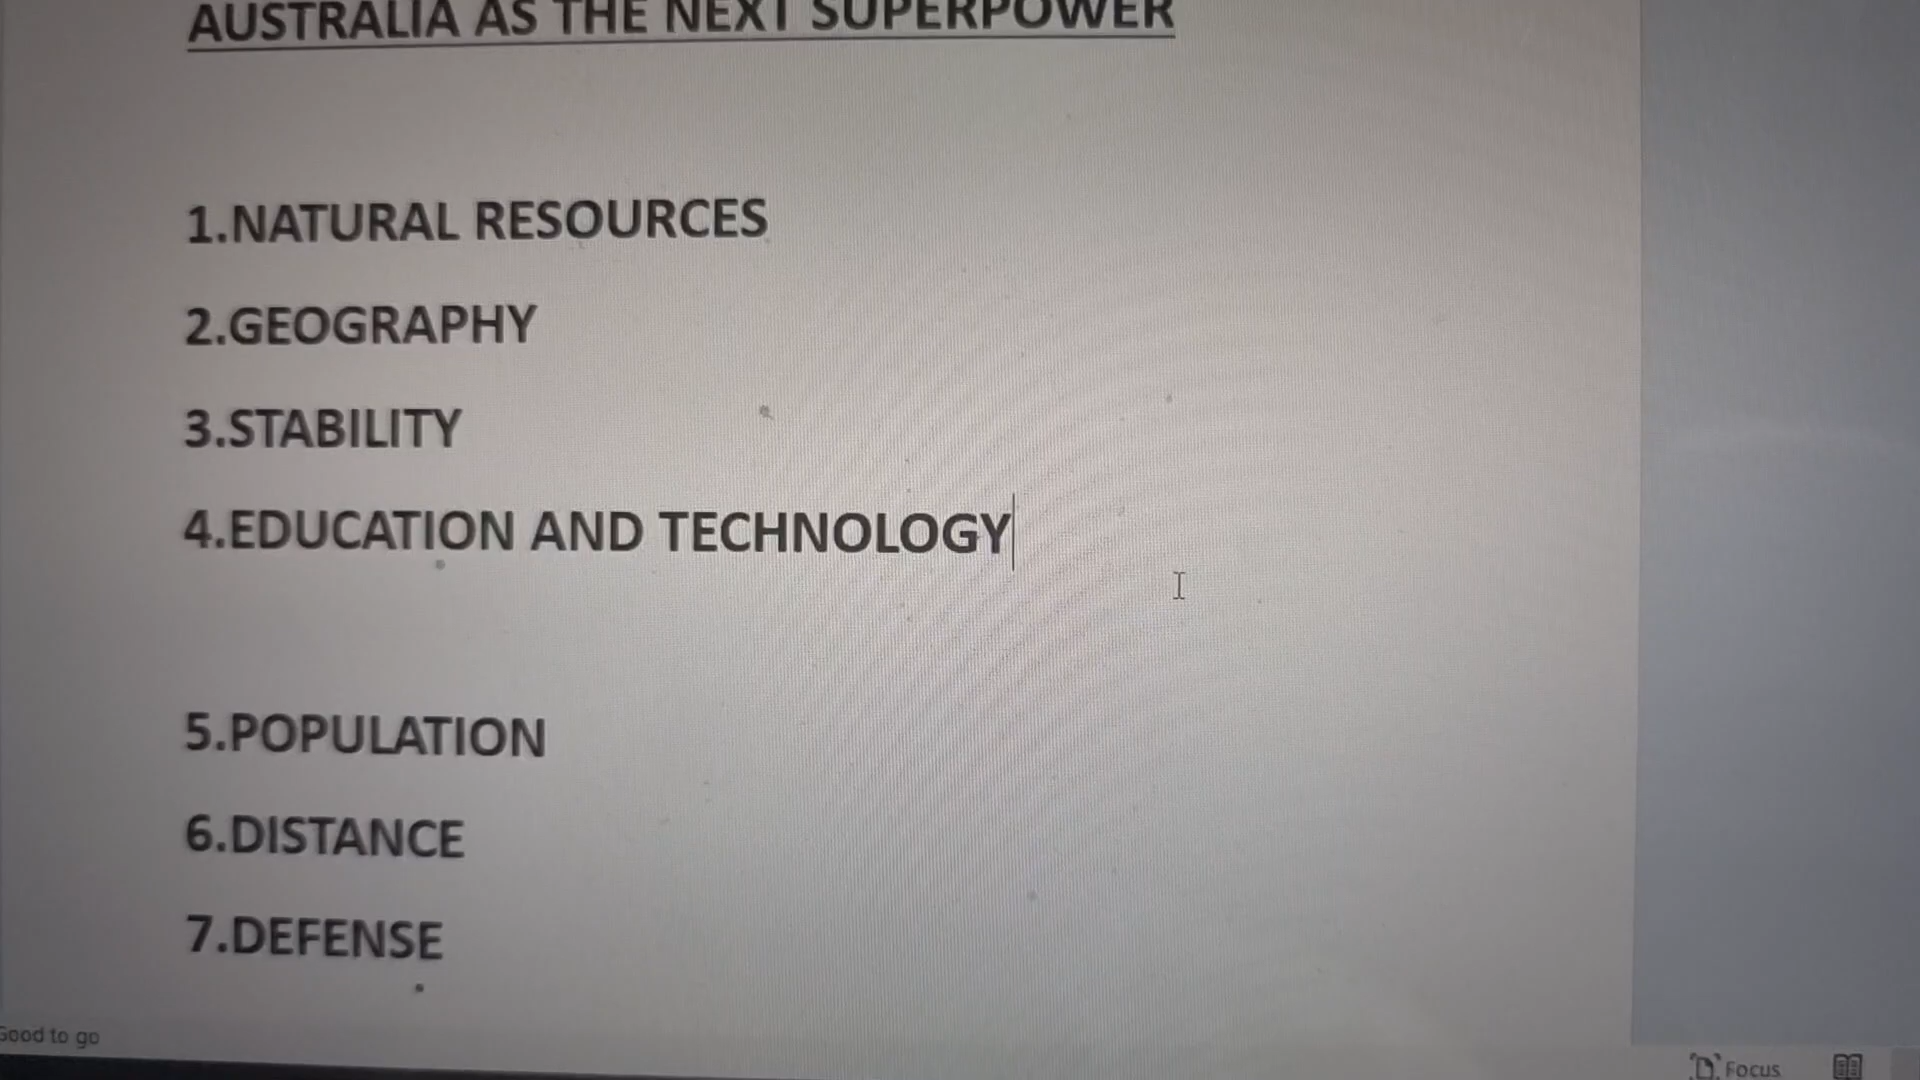 AUSTRALIA AS THE NEXT SUPERPOWER
1.NATURAL RESOURCES
2.GEOGRAPHY
3.STABILITY
4.EDUCATION AND TECHNOLOGY
5.POPULATION
6.DISTANCE
7.DEFENSE
Good to go
Focus